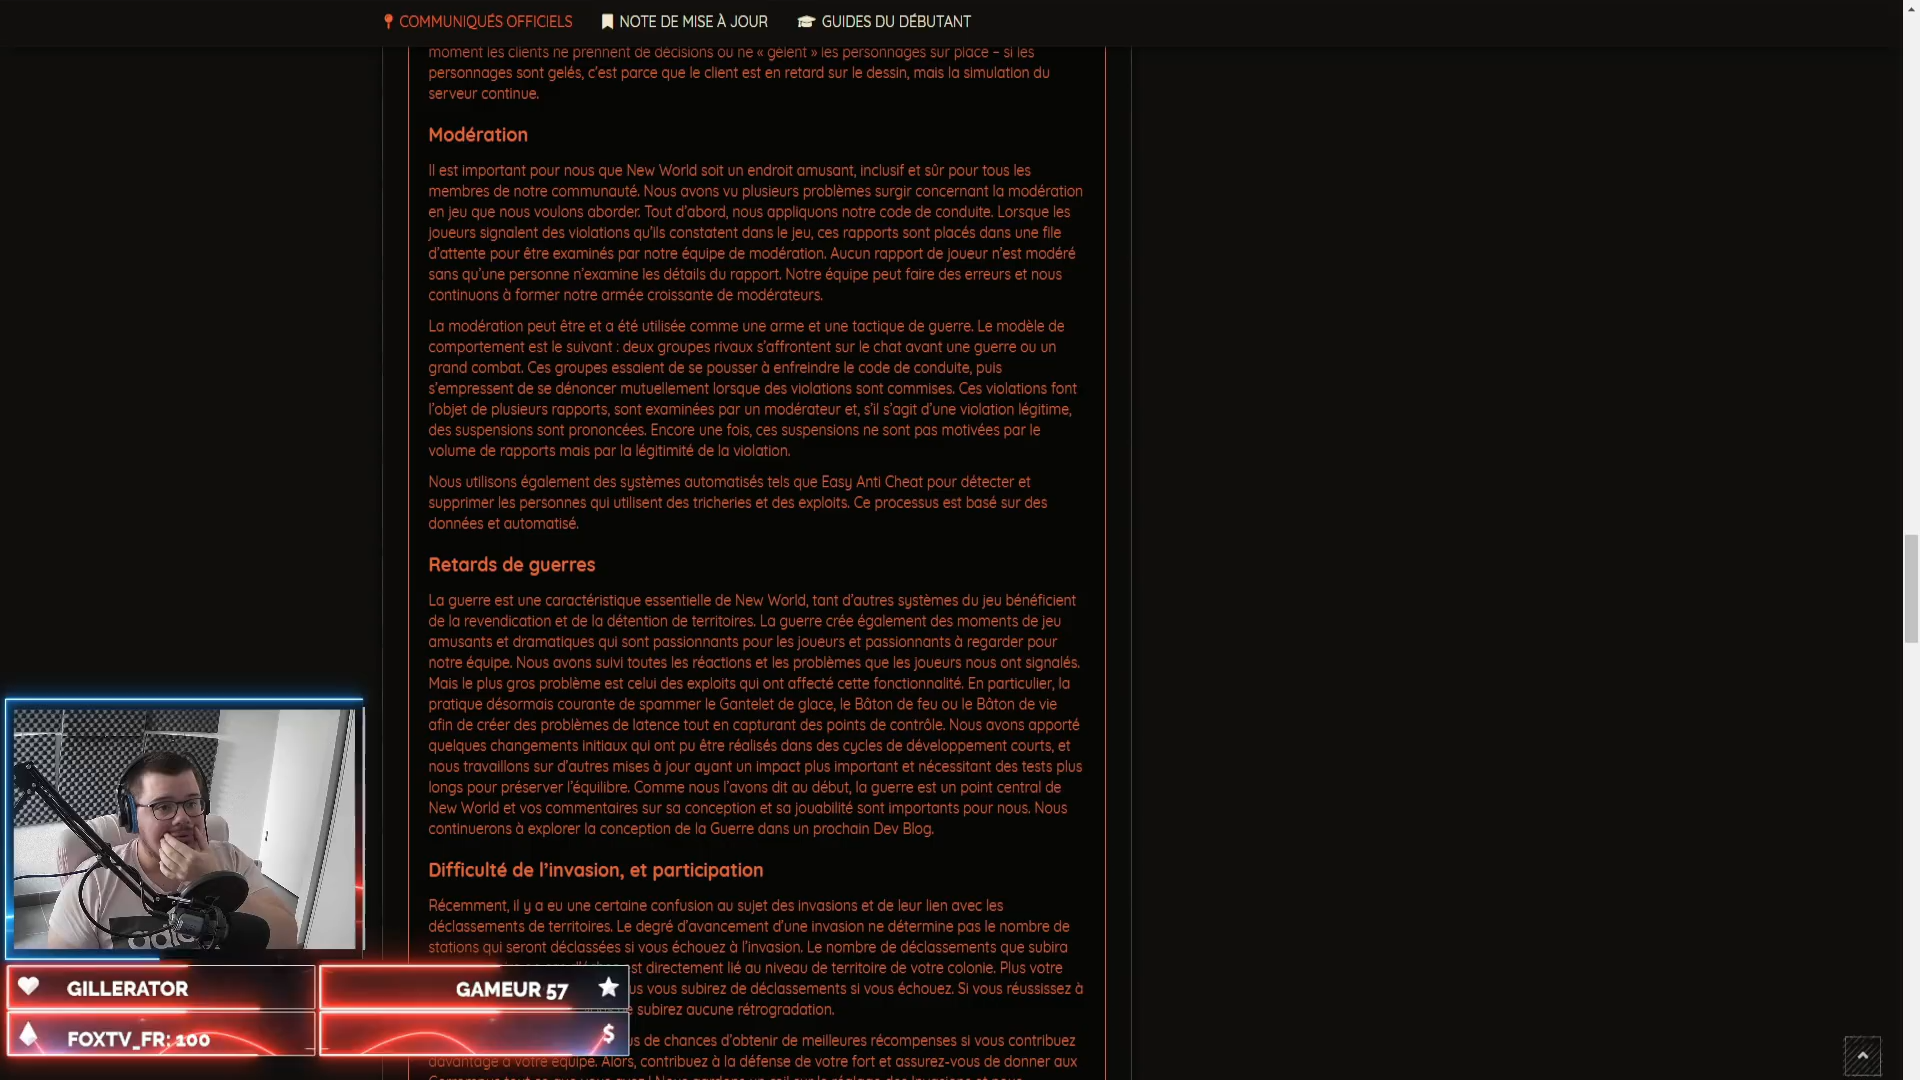 COMMUNIQUÉS OFFICIELS NOTE DE MISE À JOUR GUIDES DU DÉBUTANT
moment les clients ne prennent de décisions ou ne « gèlent » les personnages sur place – si les
personnages sont gelés, c’est parce que le client est en retard sur le dessin, mais la simulation du
serveur continue.
Modération
Il est important pour nous que New World soit un endroit amusant, inclusif et sûr pour tous les
membres de notre communauté. Nous avons vu plusieurs problèmes surgir concernant la modération
en jeu que nous voulons aborder. Tout d’abord, nous appliquons notre code de conduite. Lorsque les
joueurs signalent des violations qu’ils constatent dans le jeu, ces rapports sont placés dans une file
d’attente pour être examinés par notre équipe de modération. Aucun rapport de joueur n’est modéré
sans qu’une personne n’examine les détails du rapport. Notre équipe peut faire des erreurs et nous
continuons à former notre armée croissante de modérateurs.
La modération peut être et a été utilisée comme une arme et une tactique de guerre. Le modèle de
comportement est le suivant : deux groupes rivaux s’affrontent sur le chat avant une guerre ou un
grand combat. Ces groupes essaient de se pousser à enfreindre le code de conduite, puis
s’empressent de se dénoncer mutuellement lorsque des violations sont commises. Ces violations font
l’objet de plusieurs rapports, sont examinées par un modérateur et, s’il s’agit d’une violation légitime,
des suspensions sont prononcées. Encore une fois, ces suspensions ne sont pas motivées par le
volume de rapports mais par la légitimité de la violation.
Nous utilisons également des systèmes automatisés tels que Easy Anti Cheat pour détecter et
supprimer les personnes qui utilisent des tricheries et des exploits. Ce processus est basé sur des
données et automatisé.
Retards de guerres
La guerre est une caractéristique essentielle de New World, tant d’autres systèmes du jeu bénéficient
de la revendication et de la détention de territoires. La guerre crée également des moments de jeu
amusants et dramatiques qui sont passionnants pour les joueurs et passionnants à regarder pour
notre équipe. Nous avons suivi toutes les réactions et les problèmes que les joueurs nous ont signalés.
Mais le plus gros problème est celui des exploits qui ont affecté cette fonctionnalité. En particulier, la
pratique désormais courante de spammer le Gantelet de glace, le Bâton de feu ou le Bâton de vie
afin de créer des problèmes de latence tout en capturant des points de contrôle. Nous avons apporté
quelques changements initiaux qui ont pu être réalisés dans des cycles de développement courts, et
nous travaillons sur d’autres mises à jour ayant un impact plus important et nécessitant des tests plus
longs pour préserver l’équilibre. Comme nous l’avons dit au début, la guerre est un point central de
New World et vos commentaires sur sa conception et sa jouabilité sont importants pour nous. Nous
continuerons à explorer la conception de la Guerre dans un prochain Dev Blog.
Difficulté de l’invasion, et participation
Récemment, il y a eu une certaine confusion au sujet des invasions et de leur lien avec les
déclassements de territoires. Le degré d’avancement d’une invasion ne détermine pas le nombre de
stations qui seront déclassées si vous échouez à l’invasion. Le nombre de déclassements que subira
est directement lié au niveau de territoire de votre colonie. Plus votre
vous subirez de déclassements si vous échouez. Si vous réussissez à
subirez aucune rétrogradation.
de chances d’obtenir de meilleures récompenses si vous contribuez
davantage à votre équipe. Alors, contribuez à la défense de votre fort et assurez-vous de donner aux
adidas
GILLERATOR
GAMEUR 57
FOXTV_FR: 100
$